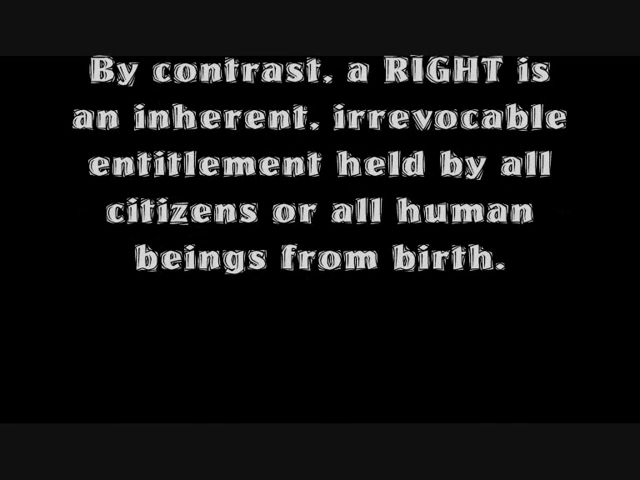 By contrast, a RIGHT is
an inherent, irrevocable
entitlement held by all
citizens or all human
beings from birth.